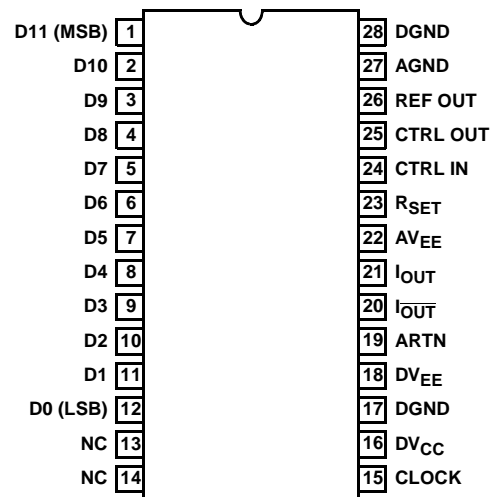 D11 (MSB) 1 28 DGND
D10 2 27 AGND
D9 3 26 REF OUT
D8 4 25 CTRL OUT
D7 5 24 CTRL IN
D6 6 23 RSET
D5 7 22 AVEE
D4 8 21 IOUT
D3 9 20 I̅O̅U̅T̅
D2 10 19 ARTN
D1 11 18 DVEE
D0 (LSB) 12 17 DGND
NC 13 16 DVCC
NC 14 15 CLOCK